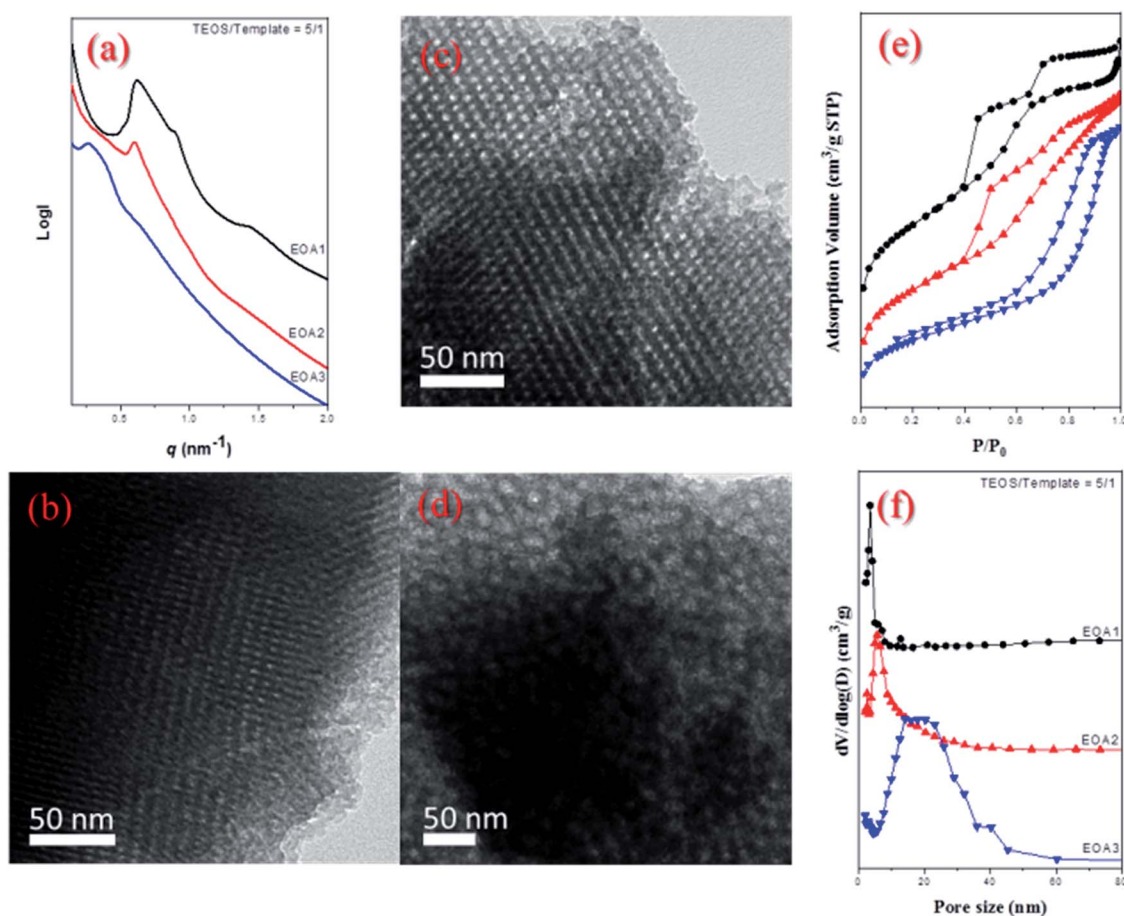 (a)
TEOS/Template = 5/1
LogI
EOA1
EOA2
EOA3
0.5
1.0
1.5
2.0
q (nm⁻¹)
(c)
50 nm
(e)
Adsorption Volume (cm³/g STP)
0.0
0.2
0.4
0.6
0.8
1.0
P/P₀
(b)
50 nm
(d)
50 nm
TEOS/Template = 5/1
(f)
dV/dlog(D) (cm³/g)
EOA1
EOA2
EOA3
0
20
40
60
80
Pore size (nm)